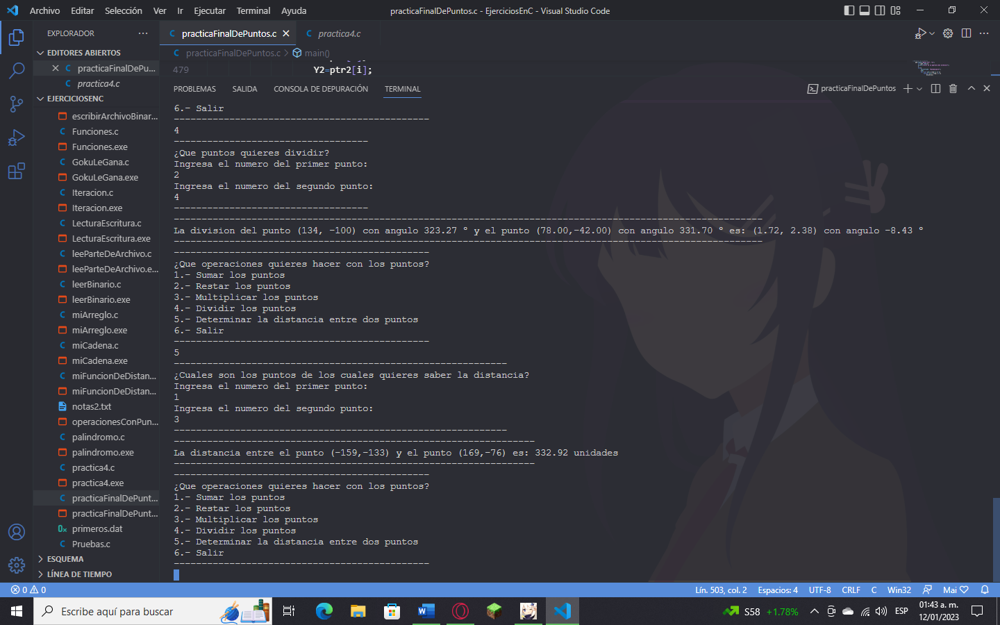 Archivo Editar Selección Ver Ir Ejecutar Terminal Ayuda
practicaFinalDePuntos.c - EjerciciosEnC - Visual Studio Code
EXPLORADOR
EDITORES ABIERTOS
practicaFinalDePu...
practica4.c
EJERCICIOSENC
escribirArchivoBinar...
Funciones.c
Funciones.exe
GokuLeGana.c
GokuLeGana.exe
Iteracion.c
Iteracion.exe
LecturaEscritura.c
LecturaEscritura.exe
leeParteDeArchivo.c
leeParteDeArchivo.e...
leerBinario.c
leerBinario.exe
miArreglo.c
miArreglo.exe
miCadena.c
miCadena.exe
miFuncionDeDistan...
miFuncionDeDistan...
notas2.txt
operacionesConPun...
palindromo.c
palindromo.exe
practica4.c
practica4.exe
practicaFinalDePunt...
practicaFinalDePunt...
primeros.dat
Pruebas.c
ESQUEMA
LÍNEA DE TIEMPO
practicaFinalDePuntos.c
practica4.c
practicaFinalDePuntos.c > main()
479 Y2=ptr2[i];
PROBLEMAS SALIDA CONSOLA DE DEPURACIÓN TERMINAL
practicaFinalDePuntos
6.- Salir
----------------------------------------------
4
-----------------------------------
¿Que puntos quieres dividir?
Ingresa el numero del primer punto:
2
Ingresa el numero del segundo punto:
4
-----------------------------------
----------------------------------------------------------------------------------------------------------
La division del punto (134, -100) con angulo 323.27 ° y el punto (78.00,-42.00) con angulo 331.70 ° es: (1.72, 2.38) con angulo -8.43 °
----------------------------------------------------------------------------------------------------------
----------------------------------------------
¿Que operaciones quieres hacer con los puntos?
1.- Sumar los puntos
2.- Restar los puntos
3.- Multiplicar los puntos
4.- Dividir los puntos
5.- Determinar la distancia entre dos puntos
6.- Salir
----------------------------------------------
5
------------------------------------------------------------
¿Cuales son los puntos de los cuales quieres saber la distancia?
Ingresa el numero del primer punto:
1
Ingresa el numero del segundo punto:
3
------------------------------------------------------------
-----------------------------------------------------------------
La distancia entre el punto (-159,-133) y el punto (169,-76) es: 332.92 unidades
-----------------------------------------------------------------
----------------------------------------------
¿Que operaciones quieres hacer con los puntos?
1.- Sumar los puntos
2.- Restar los puntos
3.- Multiplicar los puntos
4.- Dividir los puntos
5.- Determinar la distancia entre dos puntos
6.- Salir
----------------------------------------------
0 0
Lín. 503, col. 2 Espacios: 4 UTF-8 CRLF C Win32 Mai
Escribe aquí para buscar
S58 +1.78%
ESP
01:43 a. m.
12/01/2023